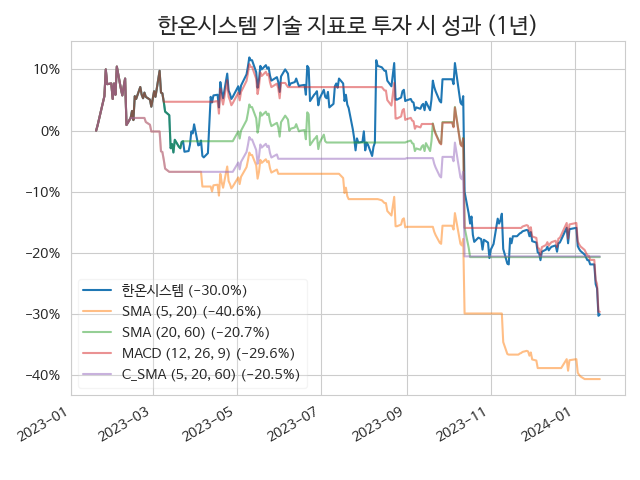 한온시스템 기술 지표로 투자 시 성과 (1년)
10%
0%
−10%
−20%
−30%
−40%
한온시스템 (−30.0%)
SMA (5, 20) (−40.6%)
SMA (20, 60) (−20.7%)
MACD (12, 26, 9) (−29.6%)
C_SMA (5, 20, 60) (−20.5%)
2023−01
2023−03
2023−05
2023−07
2023−09
2023−11
2024−01